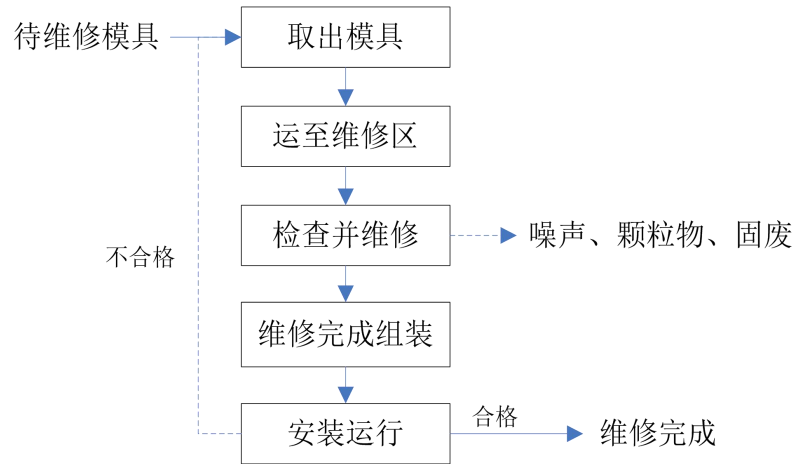 待维修模具
取出模具
运至维修区
检查并维修
噪声、颗粒物、固废
不合格
维修完成组装
安装运行
合格
维修完成